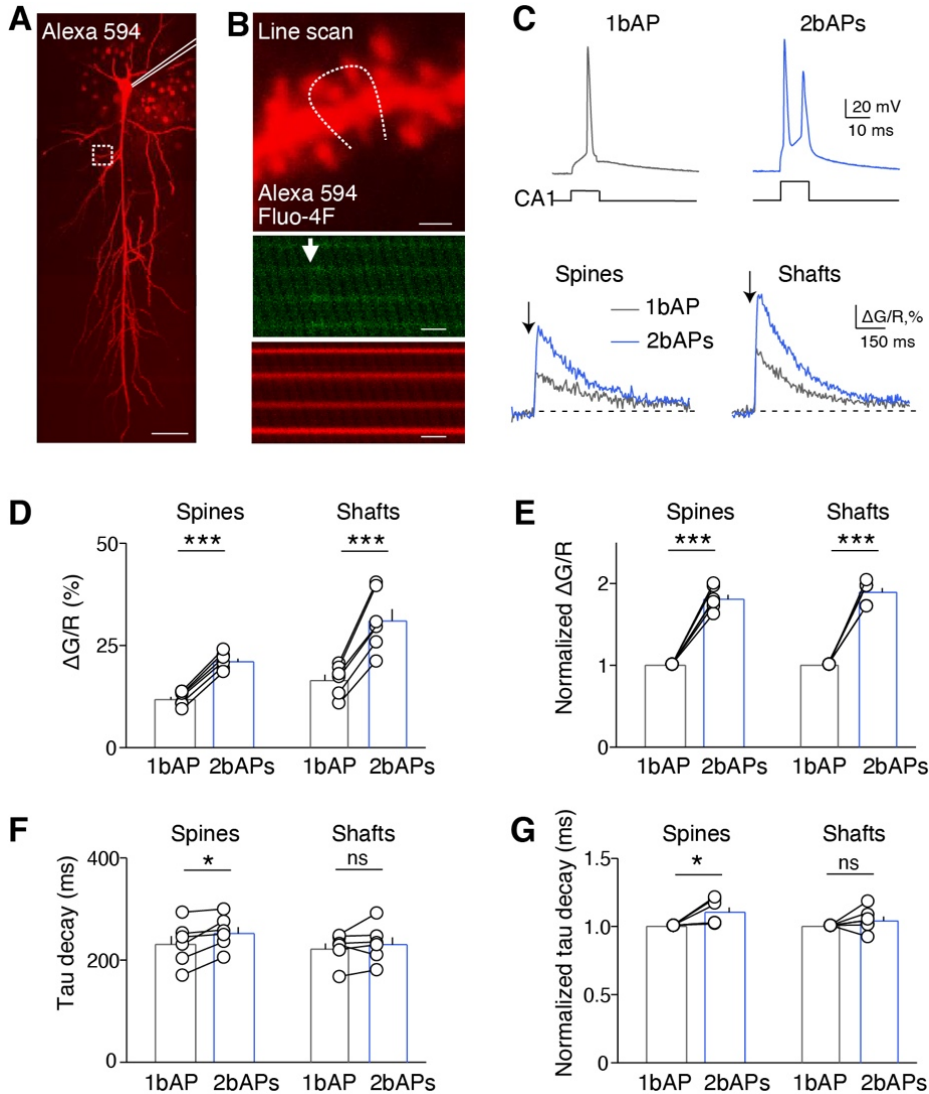 A
Alexa 594
B
Line scan
Alexa 594
Fluo-4F
C
1bAP
2bAPs
20 mV
10 ms
CA1
Spines
Shafts
1bAP
2bAPs
ΔG/R,%
150 ms
D
Spines
Shafts
***
***
ΔG/R (%)
50
25
0
1bAP 2bAPs
1bAP 2bAPs
E
Spines
Shafts
***
***
Normalized ΔG/R
2
1
0
1bAP 2bAPs
1bAP 2bAPs
F
Spines
Shafts
*
ns
Tau decay (ms)
400
200
0
1bAP 2bAPs
1bAP 2bAPs
G
Spines
Shafts
*
ns
Normalized tau decay (ms)
1.5
1.0
0.5
0
1bAP 2bAPs
1bAP 2bAPs